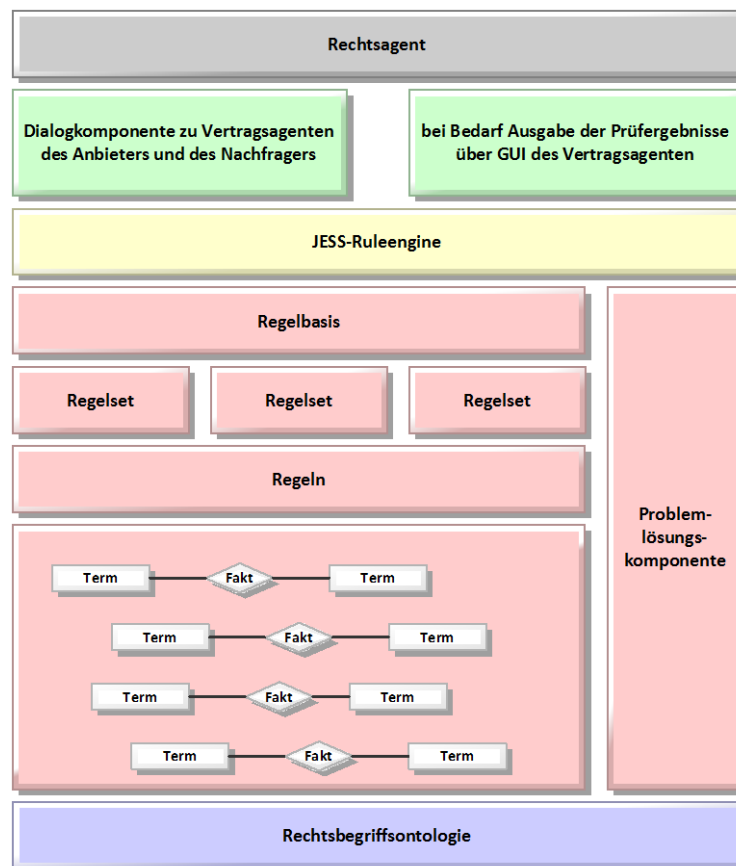 Rechtsagent
Dialogkomponente zu Vertragsagenten
des Anbieters und des Nachfragers
bei Bedarf Ausgabe der Prüfergebnisse
über GUI des Vertragsagenten
JESS-Ruleengine
Regelbasis
Regelset
Regelset
Regelset
Regeln
Problem-
lösungs-
komponente
Term
Fakt
Term
Term
Fakt
Term
Term
Fakt
Term
Term
Fakt
Term
Rechtsbegriffsontologie